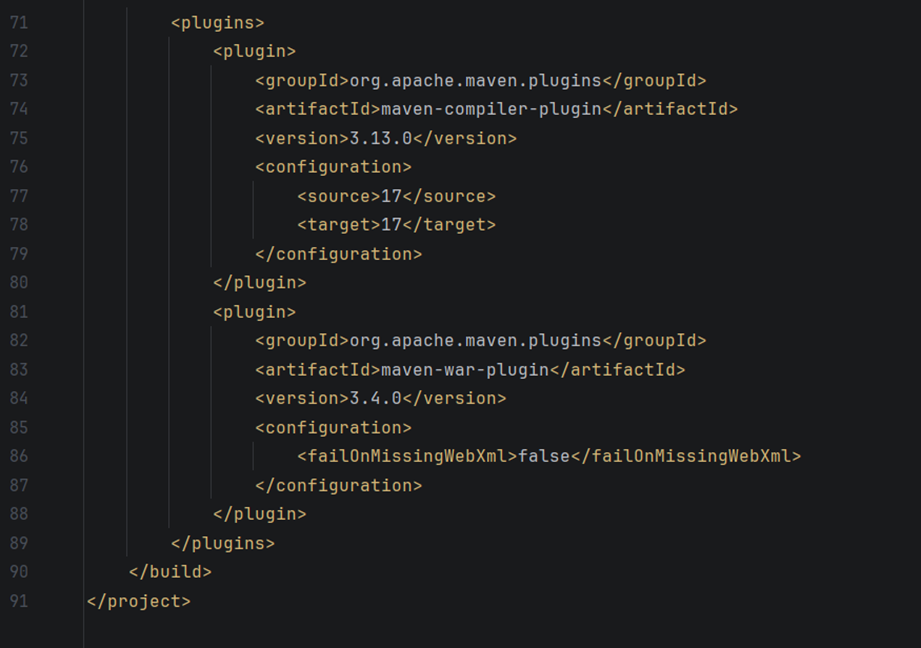 71 <plugins>
72 <plugin>
73 <groupId>org.apache.maven.plugins</groupId>
74 <artifactId>maven-compiler-plugin</artifactId>
75 <version>3.13.0</version>
76 <configuration>
77 <source>17</source>
78 <target>17</target>
79 </configuration>
80 </plugin>
81 <plugin>
82 <groupId>org.apache.maven.plugins</groupId>
83 <artifactId>maven-war-plugin</artifactId>
84 <version>3.4.0</version>
85 <configuration>
86 <failOnMissingWebXml>false</failOnMissingWebXml>
87 </configuration>
88 </plugin>
89 </plugins>
90 </build>
91 </project>